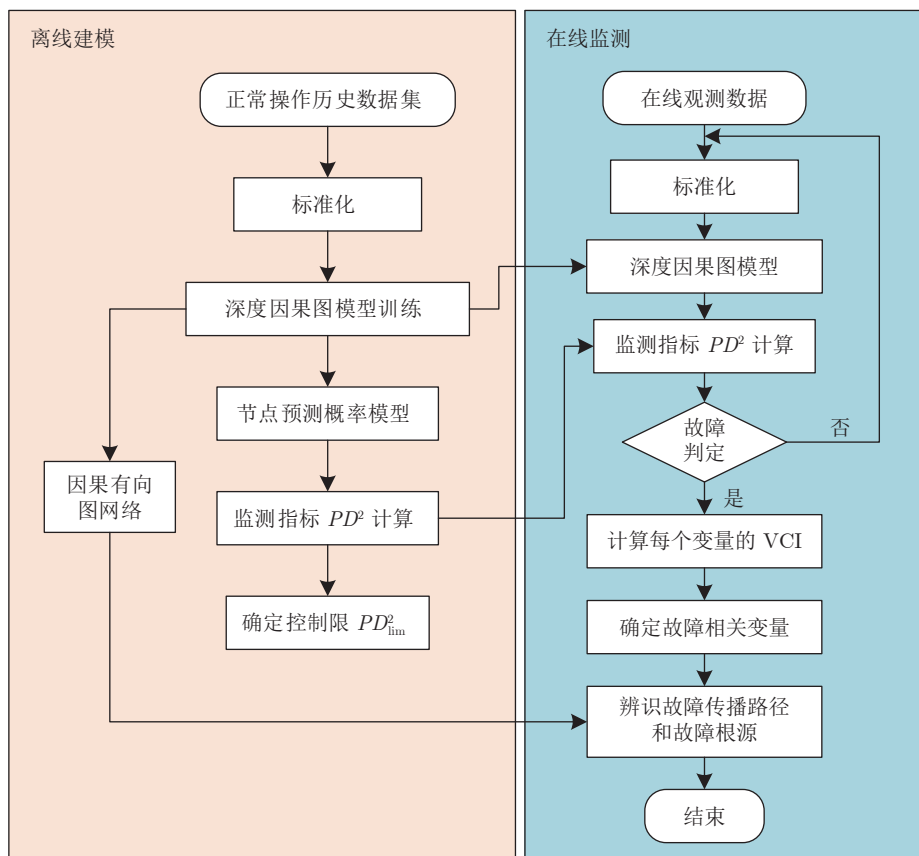 离线建模
正常操作历史数据集
标准化
深度因果图模型训练
节点预测概率模型
因果有向
图网络
监测指标 PD² 计算
确定控制限 PD²lim
在线监测
在线观测数据
标准化
深度因果图模型
监测指标 PD² 计算
故障
判定
否
是
计算每个变量的 VCI
确定故障相关变量
辨识故障传播路径
和故障根源
结束